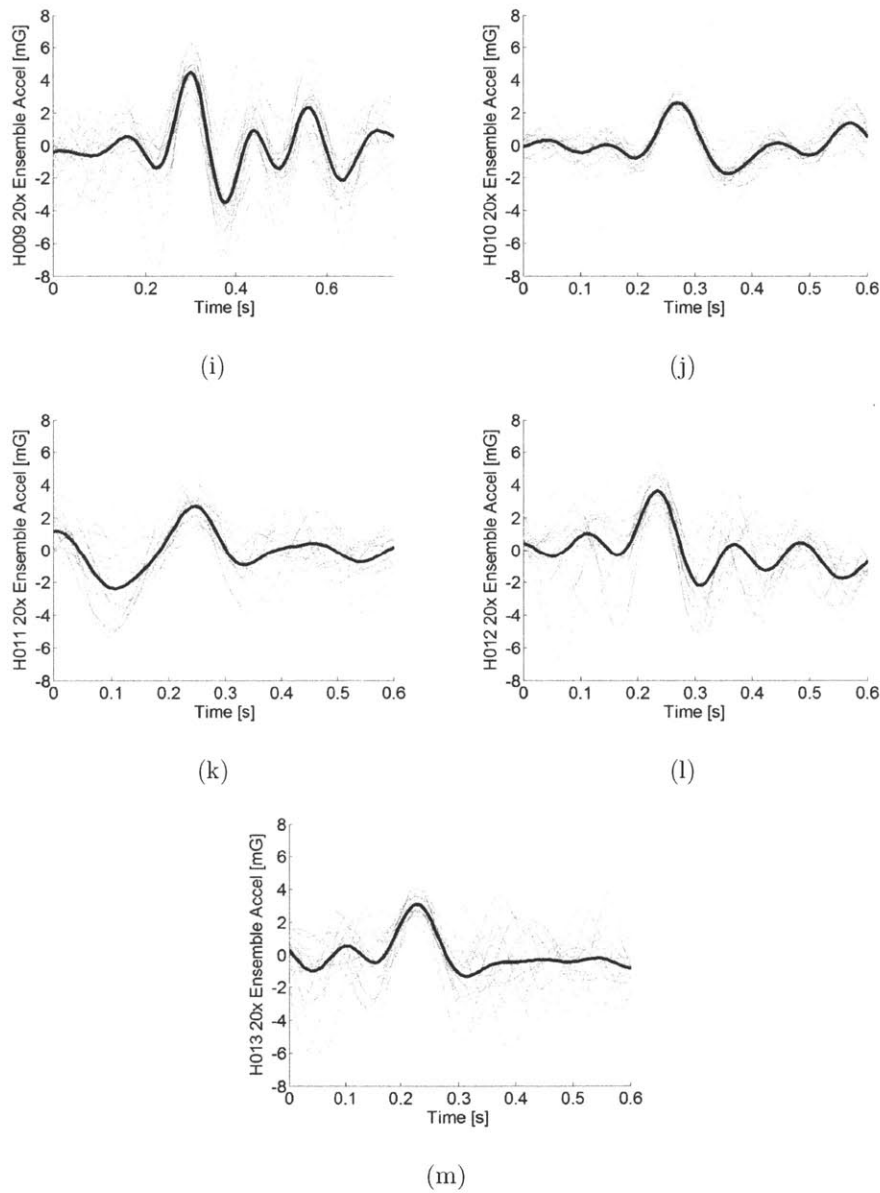 H009 20x Ensemble Accel [mG]
8
6
4
2
0
-2
-4
-6
-8
0 0.2 0.4 0.6
Time [s]
(i)
H010 20x Ensemble Accel [mG]
8
6
4
2
0
-2
-4
-6
-8
0 0.1 0.2 0.3 0.4 0.5 0.6
Time [s]
(j)
H011 20x Ensemble Accel [mG]
8
6
4
2
0
-2
-4
-6
-8
0 0.1 0.2 0.3 0.4 0.5 0.6
Time [s]
(k)
H012 20x Ensemble Accel [mG]
8
6
4
2
0
-2
-4
-6
-8
0 0.1 0.2 0.3 0.4 0.5 0.6
Time [s]
(l)
H013 20x Ensemble Accel [mG]
8
6
4
2
0
-2
-4
-6
-8
0 0.1 0.2 0.3 0.4 0.5 0.6
Time [s]
(m)